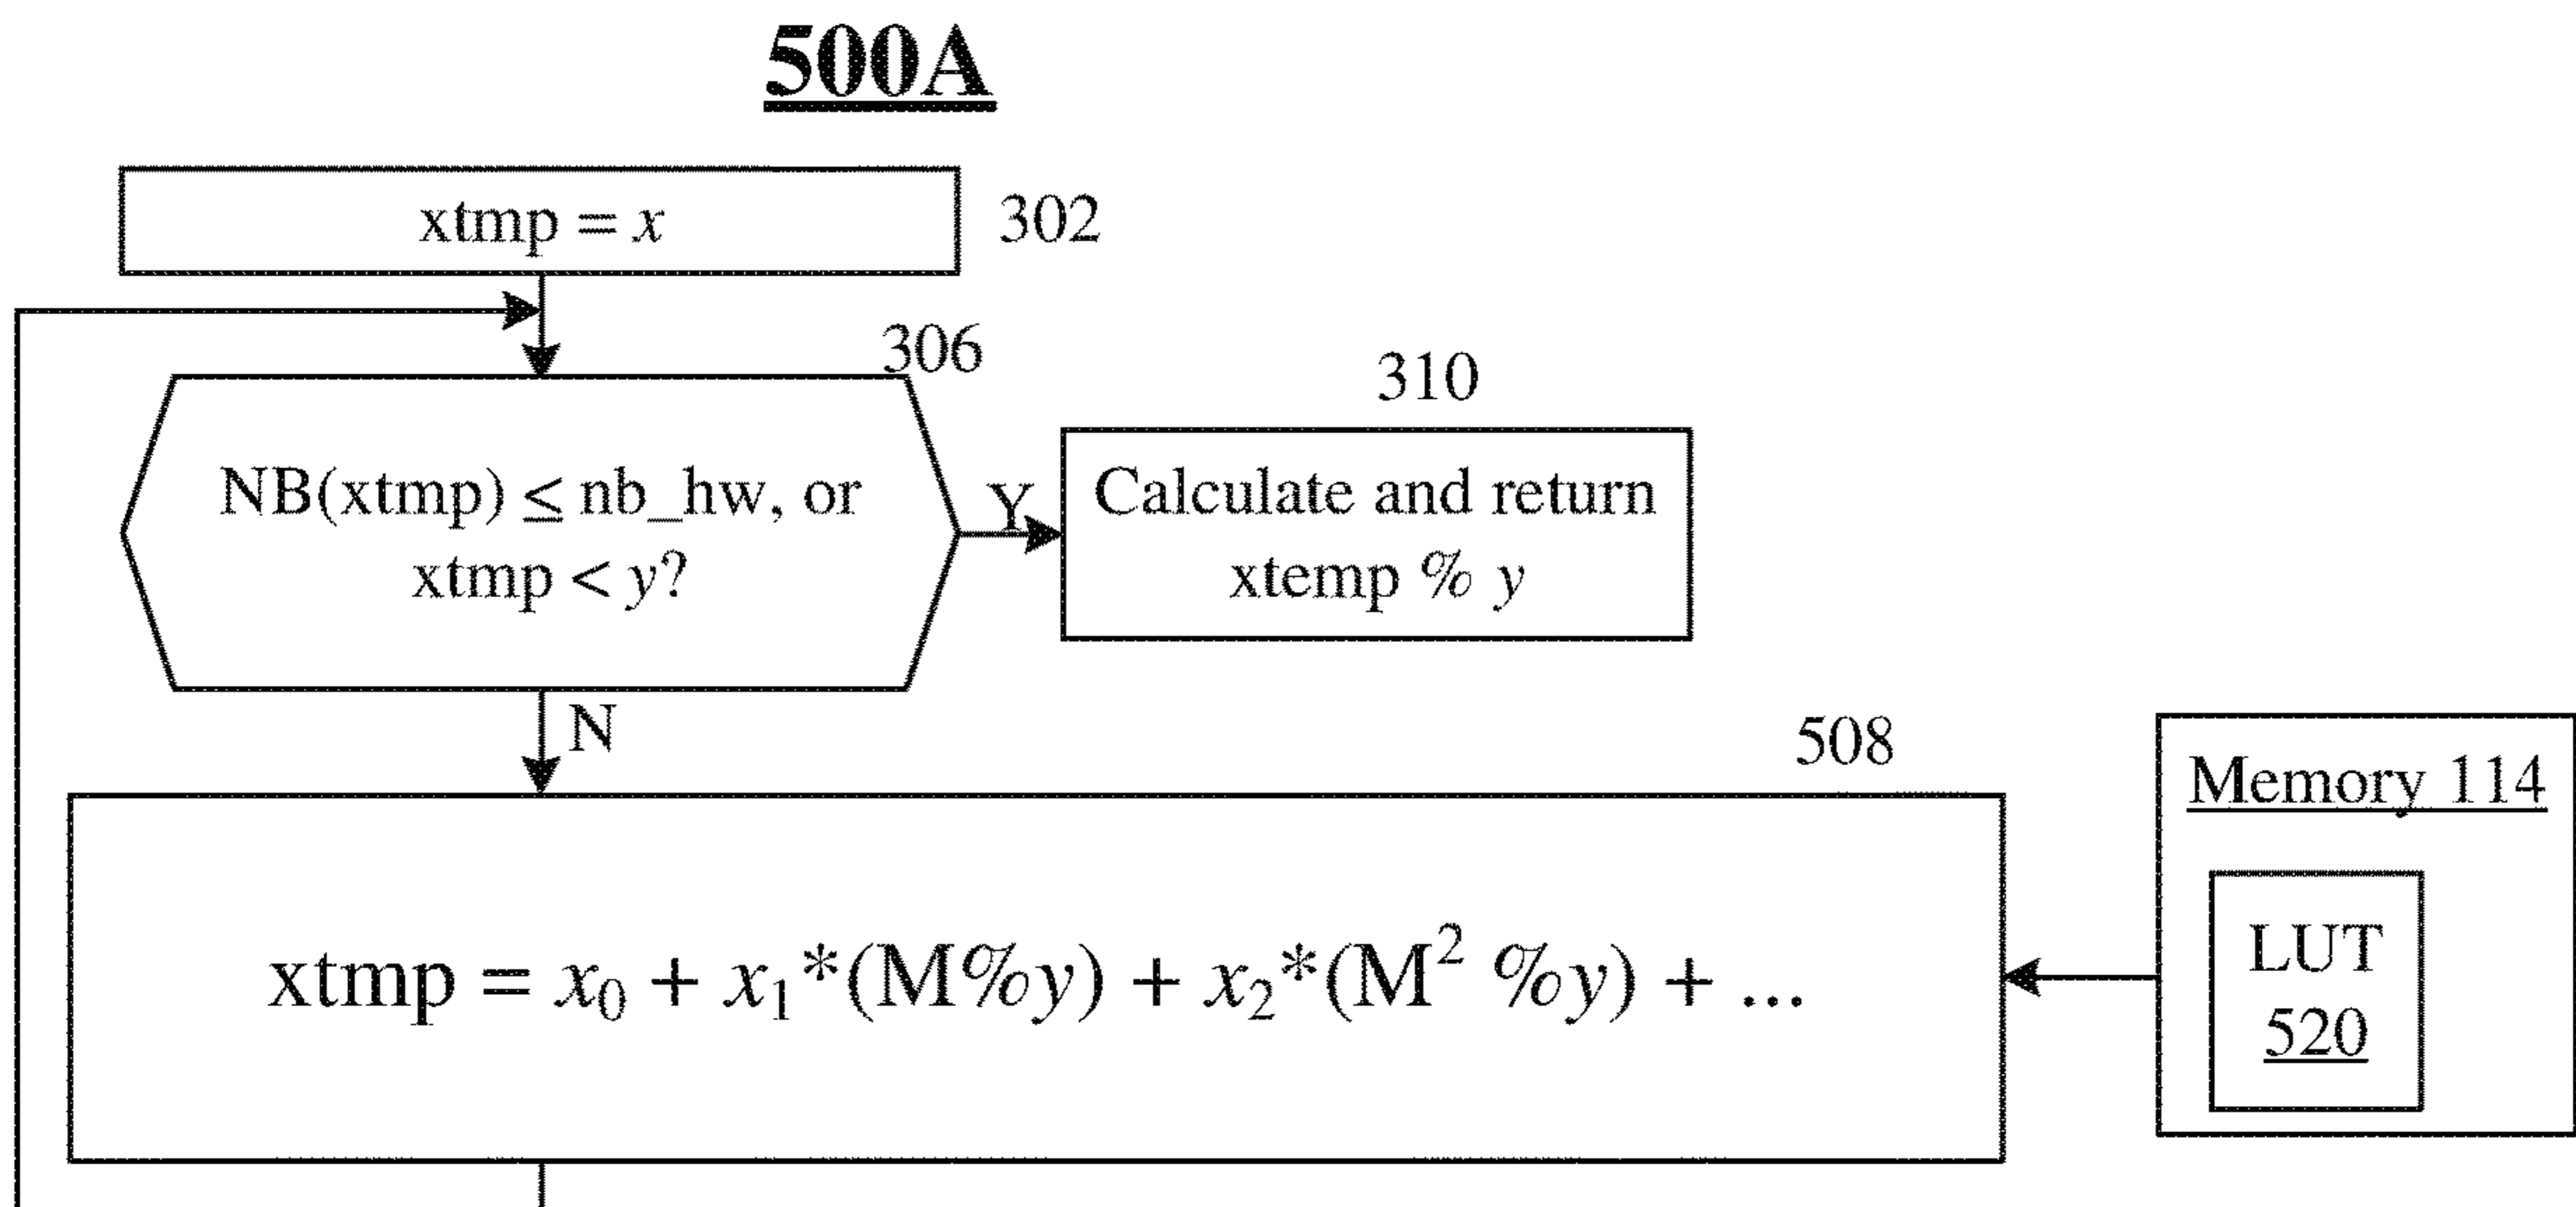 500A
xtmp = x
302
306
NB(xtmp) ≤ nb_hw, or
xtmp < y?
Y
310
Calculate and return
xtemp % y
N
508
xtmp = x₀ + x₁*(M%y) + x₂*(M² %y) + ...
Memory 114
LUT
520